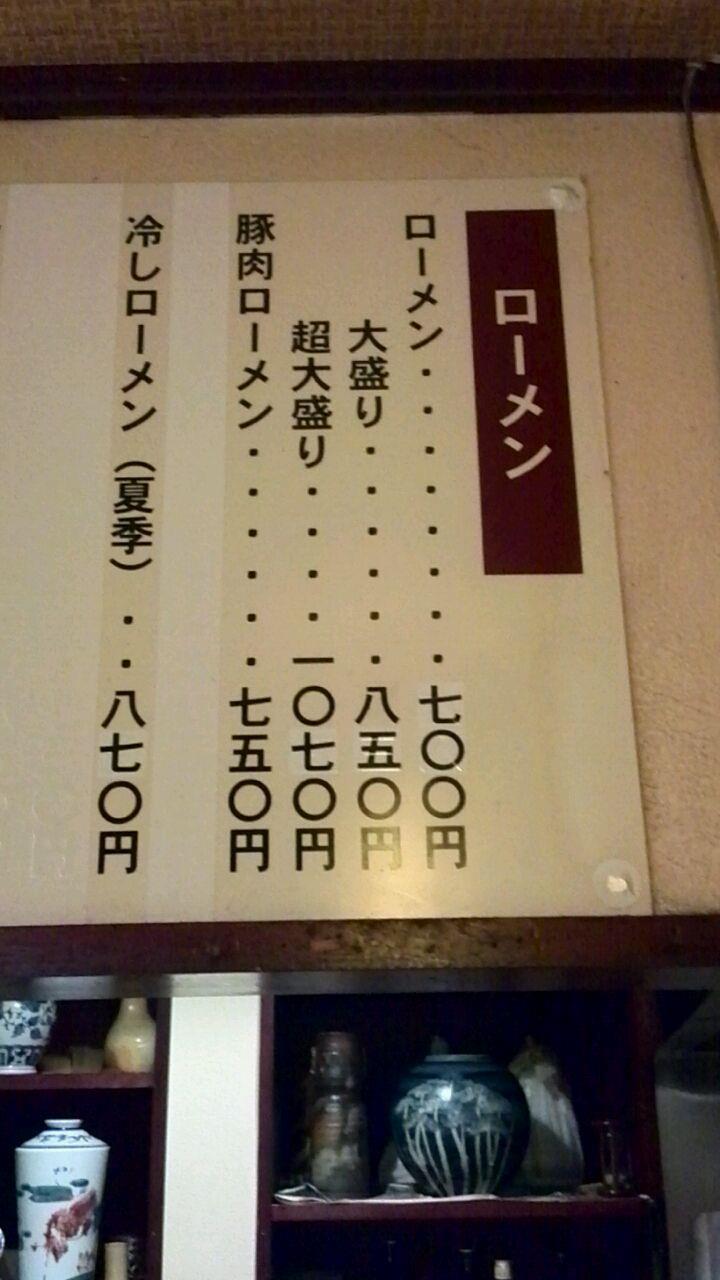 ローメン
ローメン・・・・・・・・七〇〇円
大盛り・・・・・・八五〇円
超大盛り・・・・一〇七〇円
豚肉ローメン・・・・・・七五〇円
冷しローメン（夏季）・・八七〇円